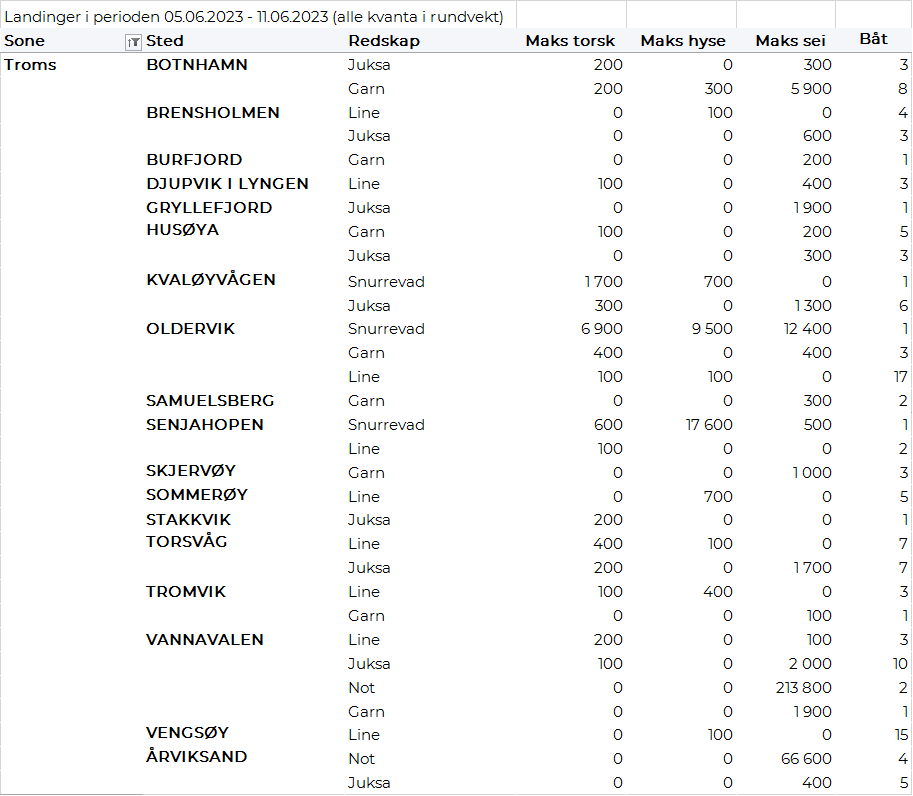 Landinger i perioden 05.06.2023 - 11.06.2023 (alle kvanta i rundvekt)
Sone Sted Redskap Maks torsk Maks hyse Maks sei Båt
Troms BOTNHAMN Juksa 200 0 300 3
Garn 200 300 5 900 8
BRENSHOLMEN Line 0 100 0 4
Juksa 0 0 600 3
BURFJORD Garn 0 0 200 1
DJUPVIK I LYNGEN Line 100 0 400 3
GRYLLEFJORD Juksa 0 0 1 900 1
HUSØYA Garn 100 0 200 5
Juksa 0 0 300 3
KVALØYVÅGEN Snurrevad 1 700 700 0 1
Juksa 300 0 1 300 6
OLDERVIK Snurrevad 6 900 9 500 12 400 1
Garn 400 0 400 3
Line 100 100 0 17
SAMUELSBERG Garn 0 0 300 2
SENJAHOPEN Snurrevad 600 17 600 500 1
Line 100 0 0 2
SKJERVØY Garn 0 0 1 000 3
SOMMERØY Line 0 700 0 5
STAKKVIK Juksa 200 0 0 1
TORSVÅG Line 400 100 0 7
Juksa 200 0 1 700 7
TROMVIK Line 100 400 0 3
Garn 0 0 100 1
VANNAVALEN Line 200 0 100 3
Juksa 100 0 2 000 10
Not 0 0 213 800 2
Garn 0 0 1 900 1
VENGSØY Line 0 100 0 15
ÅRVIKSAND Not 0 0 66 600 4
Juksa 0 0 400 5